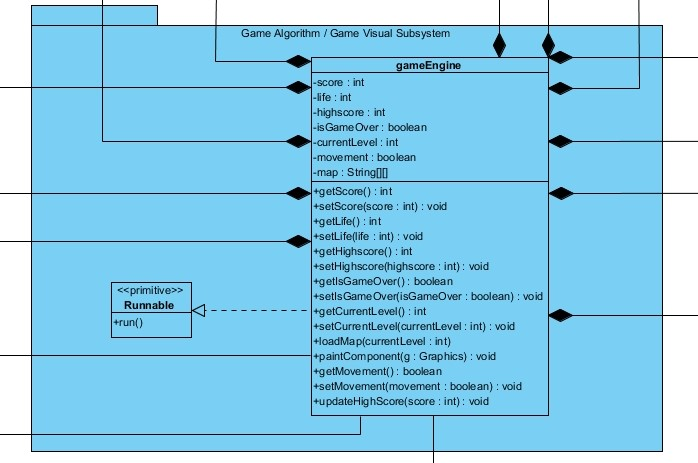 Game Algorithm / Game Visual Subsystem
gameEngine
-score : int
-life : int
-highscore : int
-isGameOver : boolean
-currentLevel : int
-movement : boolean
-map : String[][]
+getScore() : int
+setScore(score : int) : void
+getLife() : int
+setLife(life : int) : void
+getHighscore() : int
+setHighscore(highscore : int) : void
+getIsGameOver() : boolean
+setIsGameOver(isGameOver : boolean) : void
+getCurrentLevel() : int
+setCurrentLevel(currentLevel : int) : void
+loadMap(currentLevel : int)
+paintComponent(g : Graphics) : void
+getMovement() : boolean
+setMovement(movement : boolean) : void
+updateHighScore(score : int) : void
<<primitive>>
Runnable
+run()